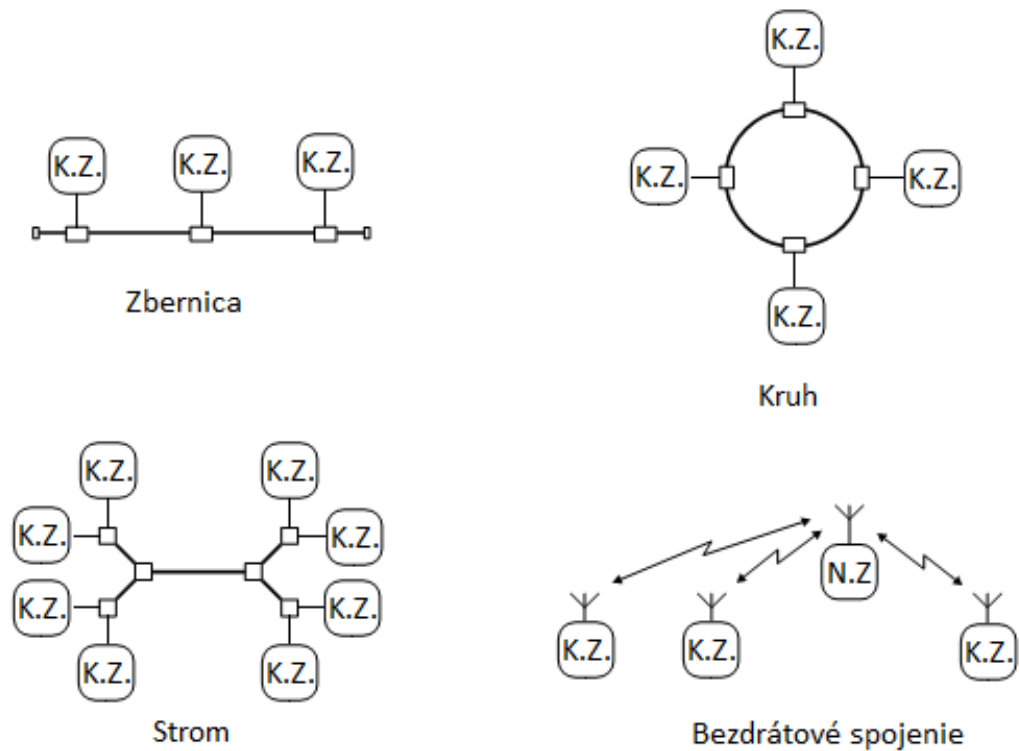 K.Z. K.Z. K.Z.
Zbernica
K.Z.
K.Z. K.Z.
K.Z.
Kruh
K.Z. K.Z.
K.Z. K.Z.
K.Z. K.Z.
K.Z. K.Z.
Strom
N.Z
K.Z. K.Z. K.Z.
Bezdrátové spojenie